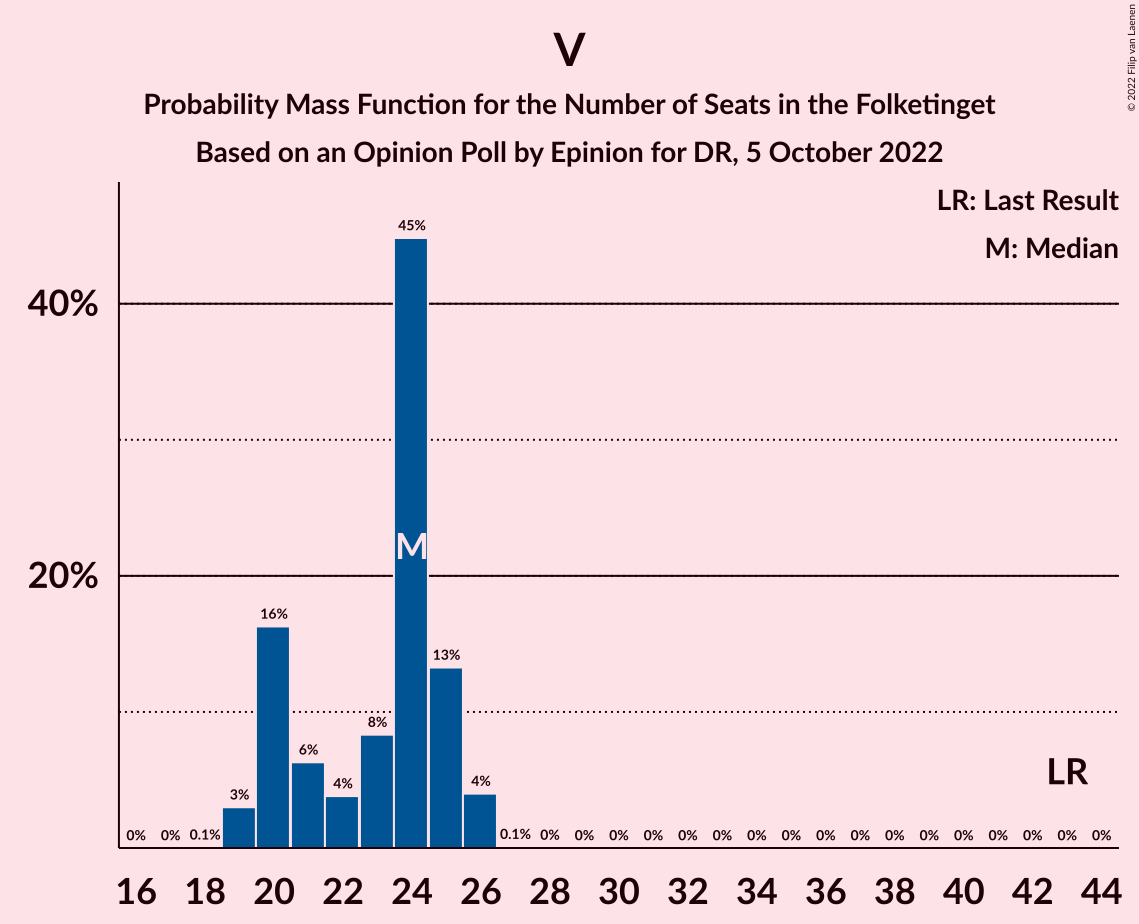 V
Probability Mass Function for the Number of Seats in the Folketinget
Based on an Opinion Poll by Epinion for DR, 5 October 2022
© 2022 Filip van Laenen
LR: Last Result
M: Median
40%
20%
45%
M
16%
13%
8%
6%
4%
4%
3%
LR
0% 0% 0.1% 0.1% 0% 0% 0% 0% 0% 0% 0% 0% 0% 0% 0% 0% 0% 0% 0% 0% 0%
16 18 20 22 24 26 28 30 32 34 36 38 40 42 44